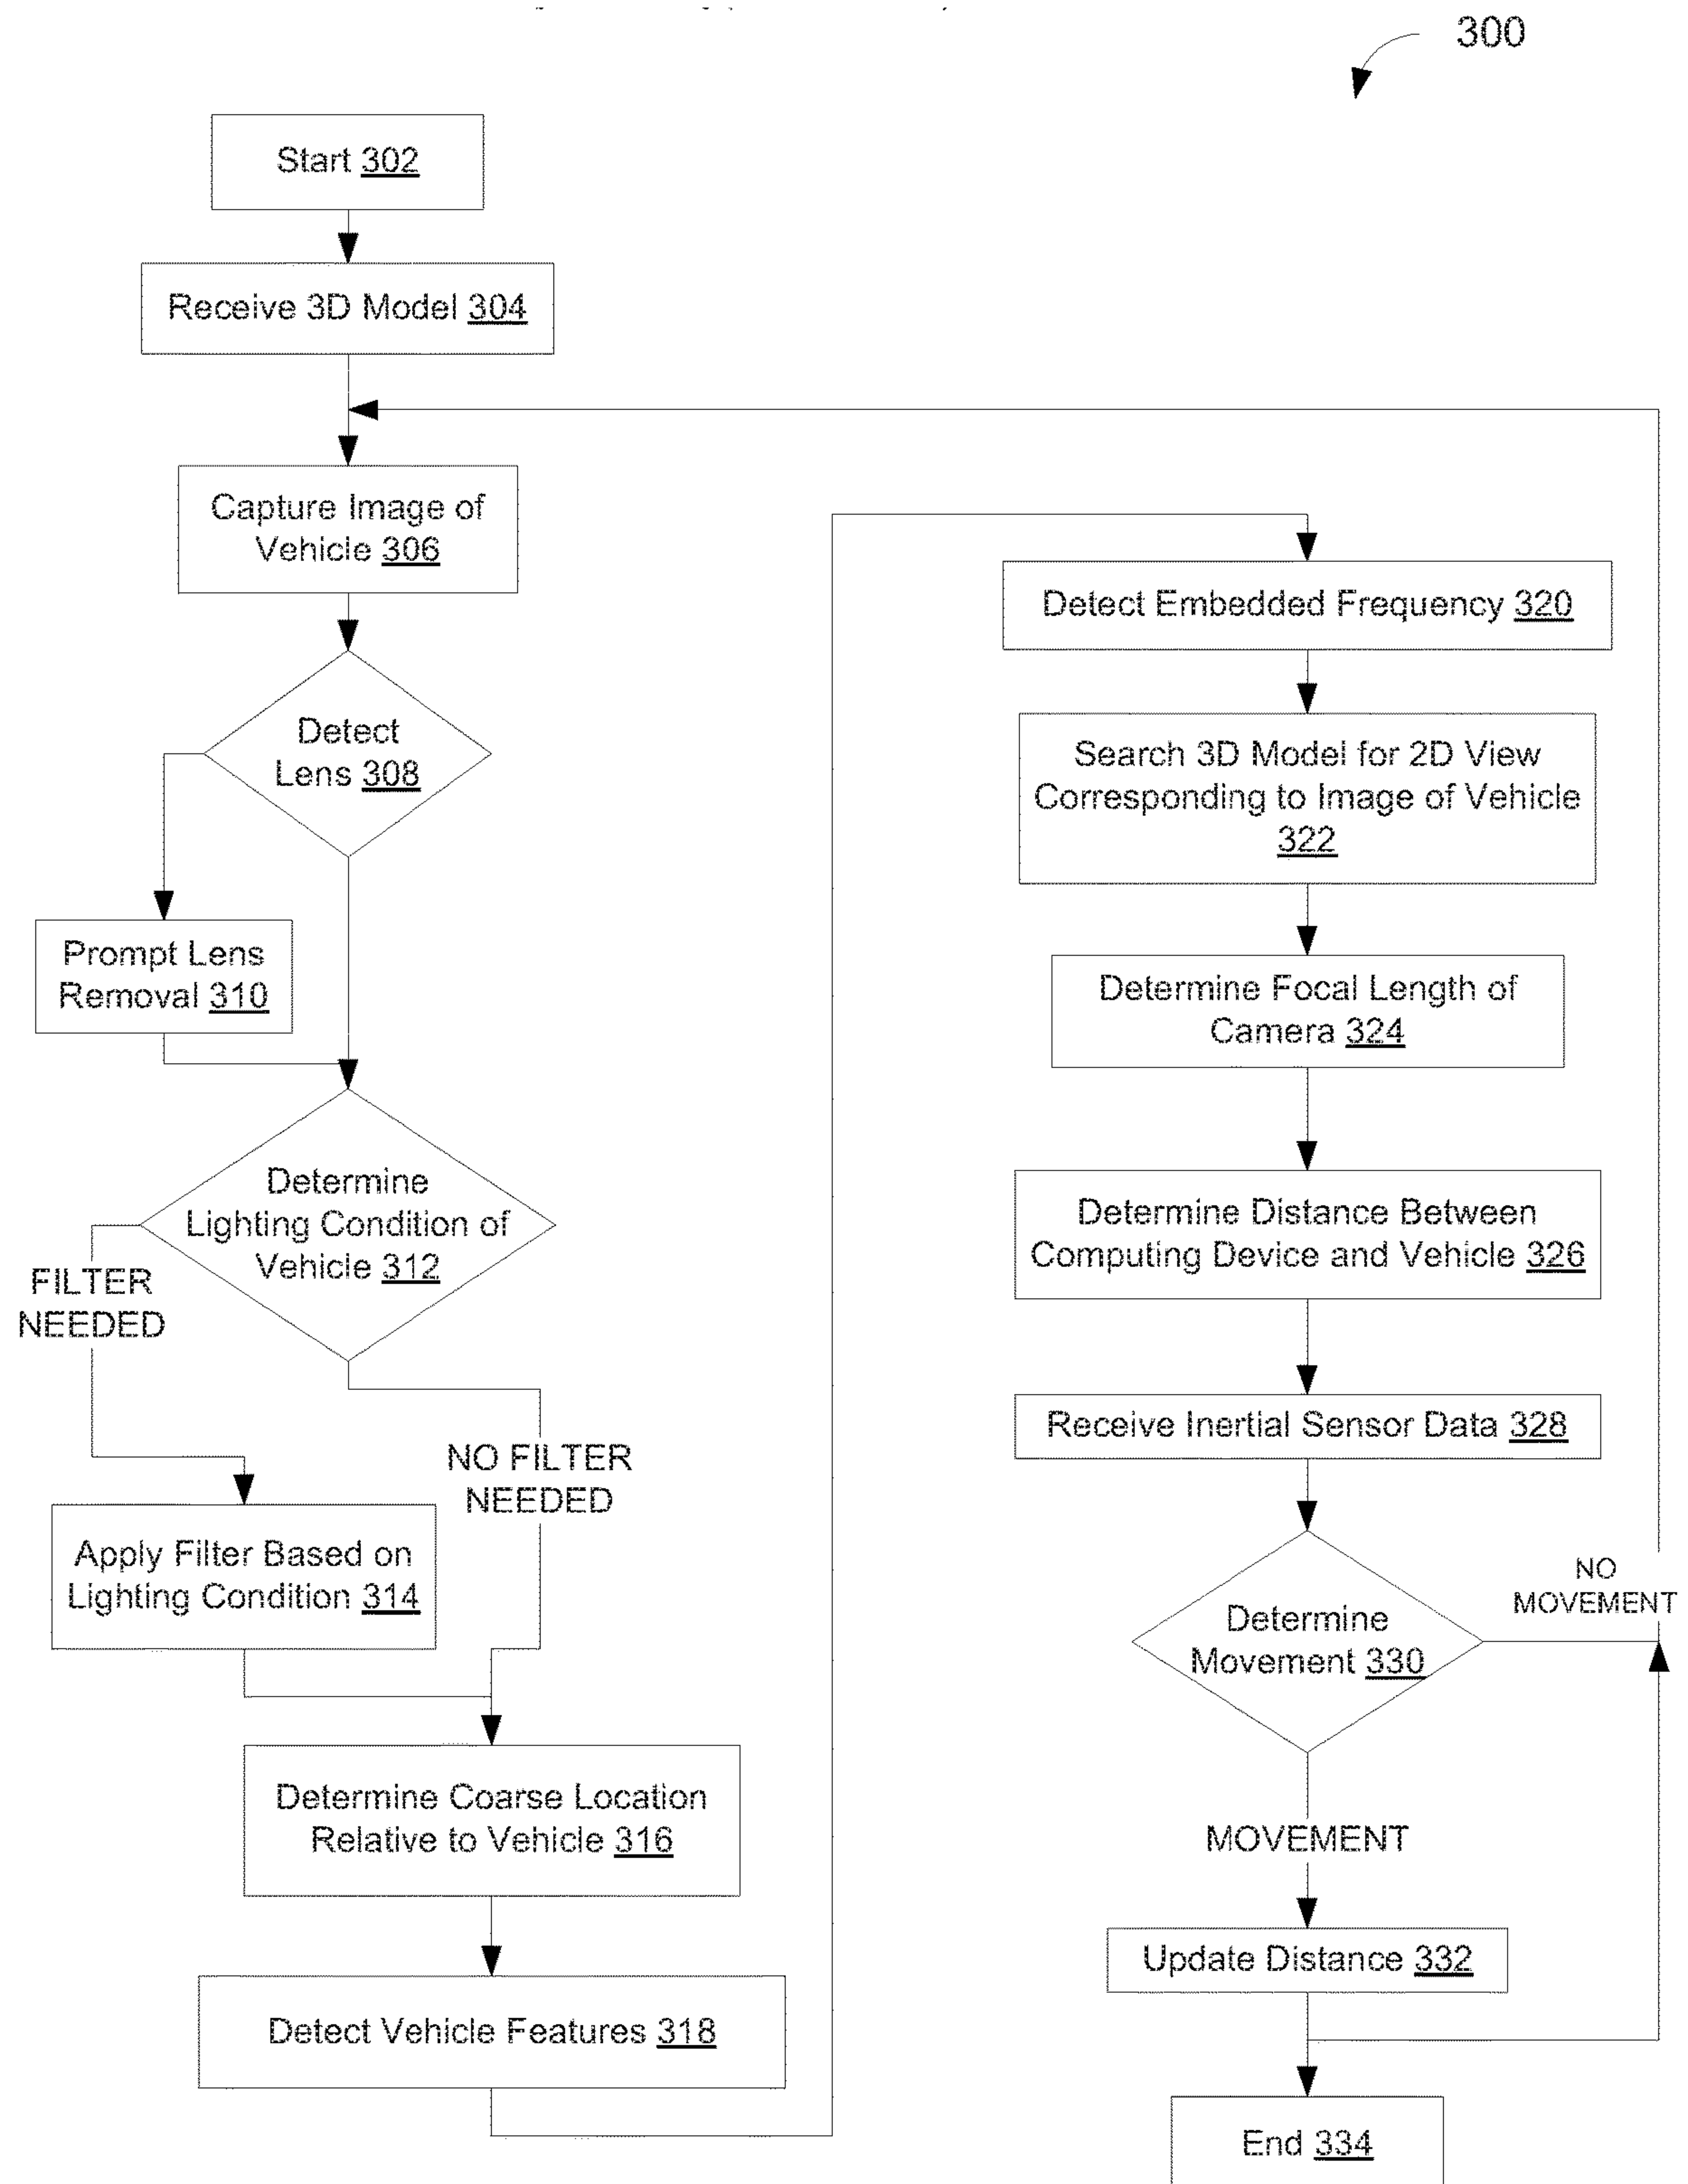 300
Start 302
Receive 3D Model 304
Capture Image of
Vehicle 306
Detect
Lens 308
Prompt Lens
Removal 310
Determine
Lighting Condition of
Vehicle 312
FILTER
NEEDED
NO FILTER
NEEDED
Apply Filter Based on
Lighting Condition 314
Determine Coarse Location
Relative to Vehicle 316
Detect Vehicle Features 318
Detect Embedded Frequency 320
Search 3D Model for 2D View
Corresponding to Image of Vehicle
322
Determine Focal Length of
Camera 324
Determine Distance Between
Computing Device and Vehicle 326
Receive Inertial Sensor Data 328
Determine
Movement 330
NO
MOVEMENT
MOVEMENT
Update Distance 332
End 334